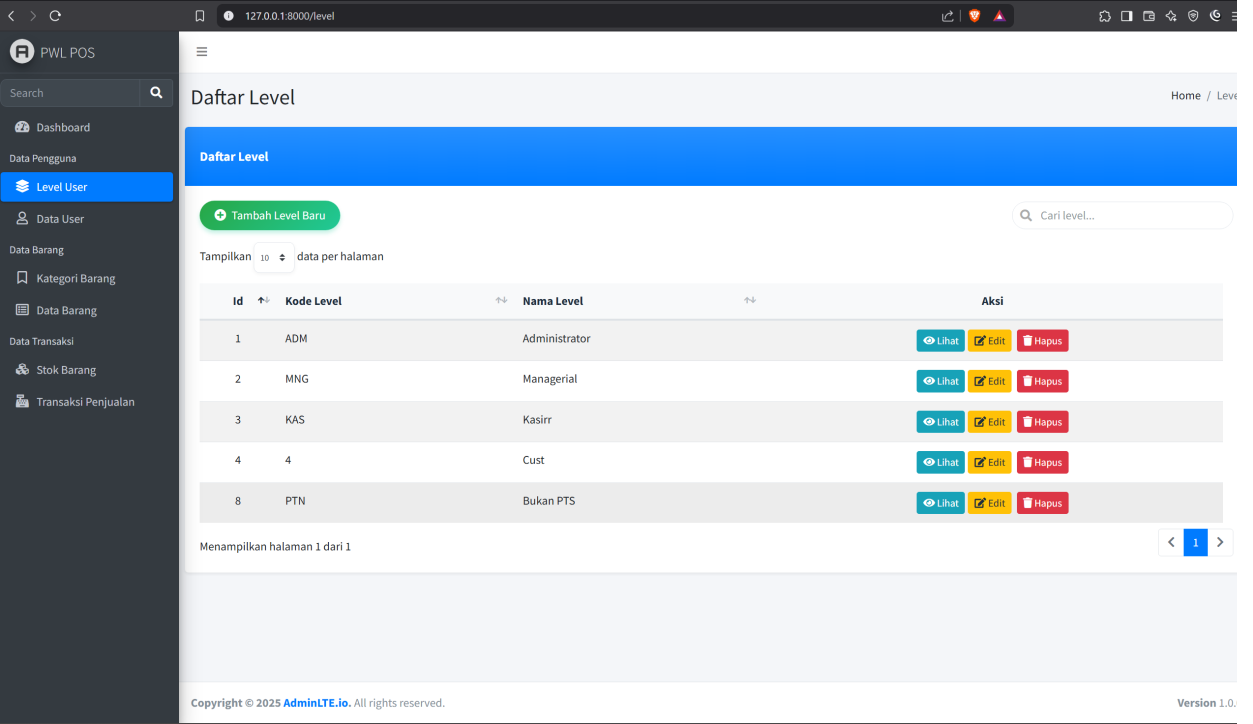 127.0.0.1:8000/level
PWL POS
Search
Dashboard
Data Pengguna
Level User
Data User
Data Barang
Kategori Barang
Data Barang
Data Transaksi
Stok Barang
Transaksi Penjualan
Daftar Level
Home / Leve
Daftar Level
Tambah Level Baru
Cari level...
Tampilkan 10 data per halaman
Id Kode Level Nama Level Aksi
1 ADM Administrator Lihat Edit Hapus
2 MNG Managerial Lihat Edit Hapus
3 KAS Kasirr Lihat Edit Hapus
4 4 Cust Lihat Edit Hapus
8 PTN Bukan PTS Lihat Edit Hapus
Menampilkan halaman 1 dari 1
1
Copyright © 2025 AdminLTE.io. All rights reserved.
Version 1.0.